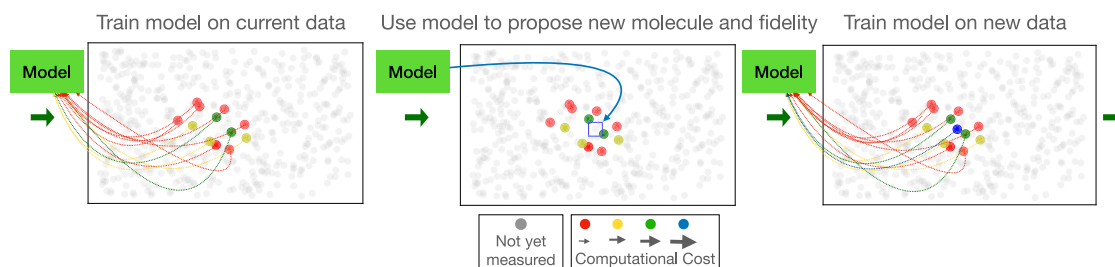 Train model on current data
Use model to propose new molecule and fidelity
Train model on new data
Model
Model
Model
Not yet
measured
Computational Cost